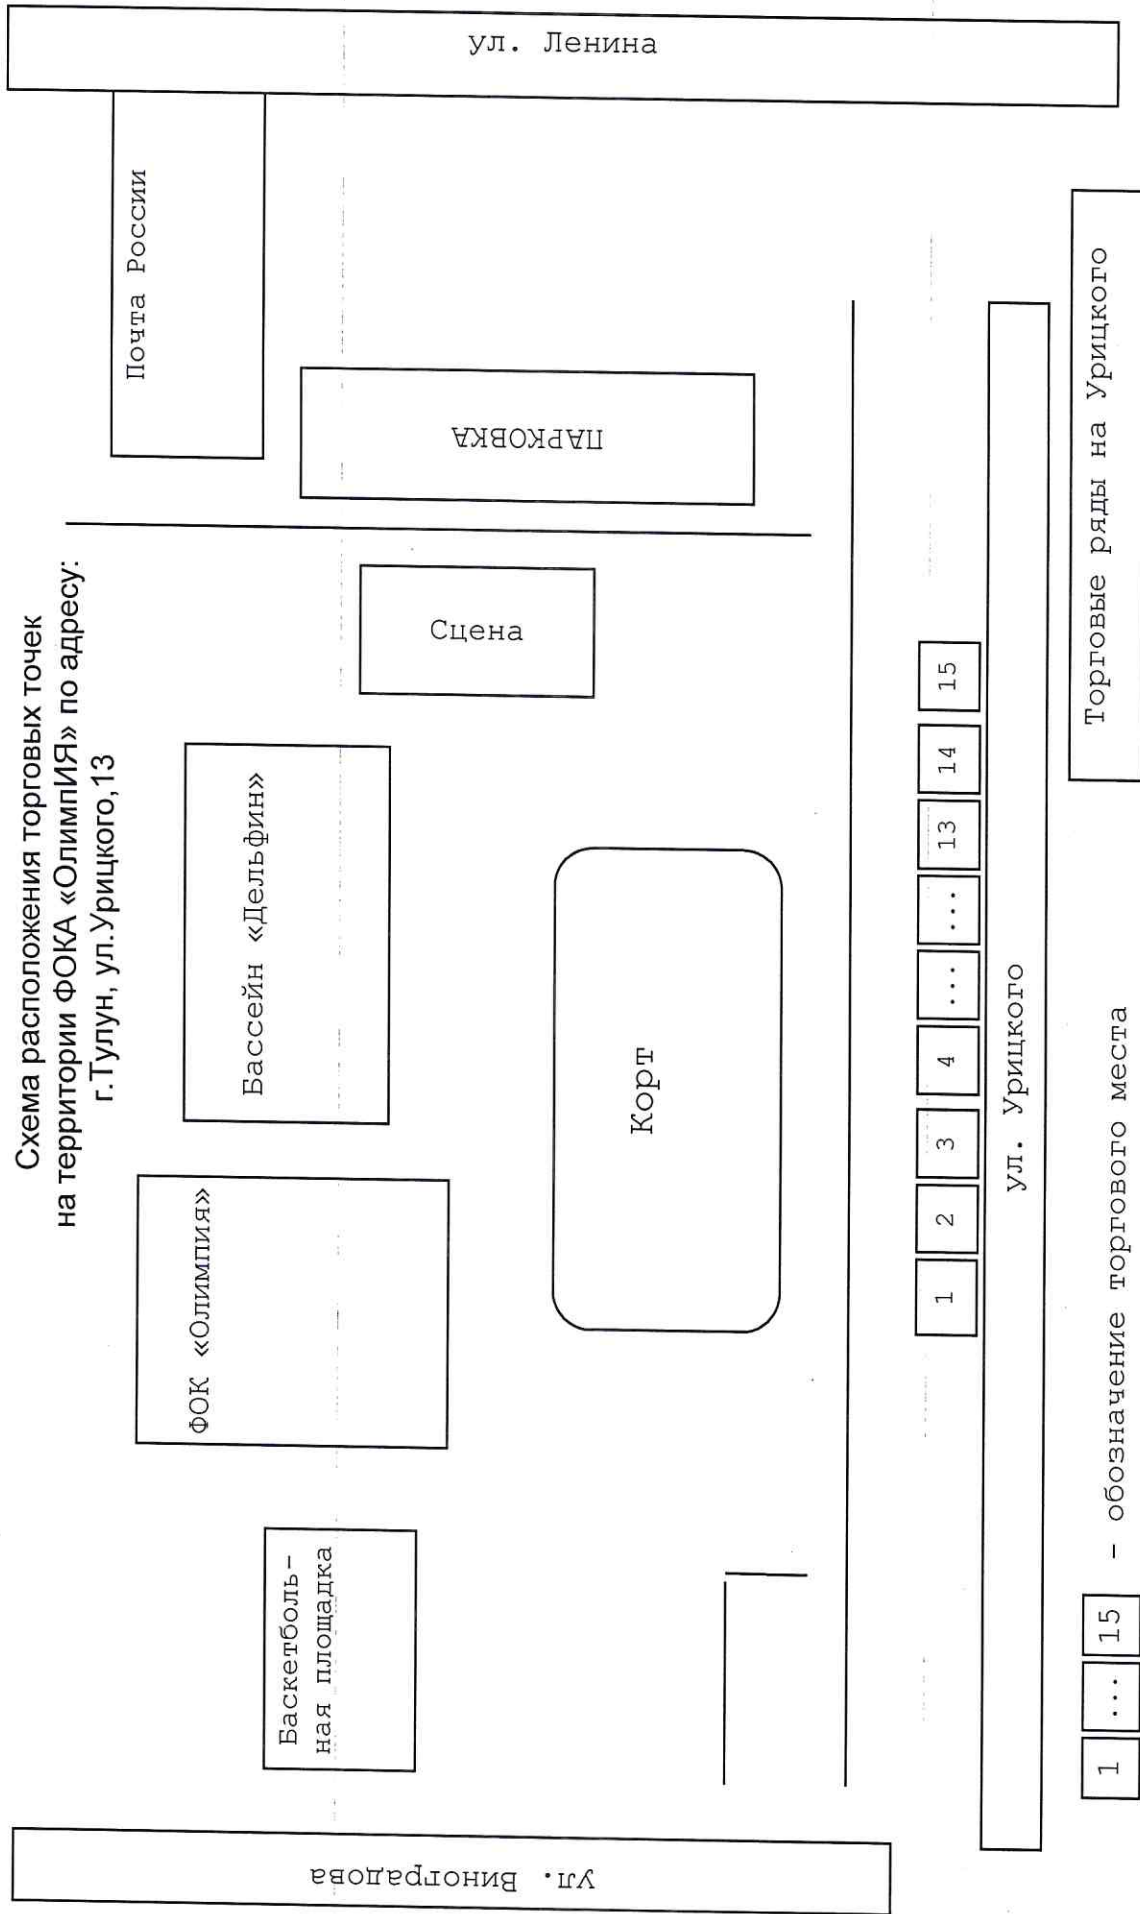 Схема расположения торговых точек
на территории ФОКА «ОлимпИЯ» по адресу:
г.Тулун, ул.Урицкого,13
ул. Виноградова
Баскетболь-
ная площадка
ФОК «Олимпия»
Бассейн «Дельфин»
Сцена
ПАРКОВКА
Почта России
ул. Ленина
Корт
1 2 3 4 ... ... 13 14 15
ул. Урицкого
Торговые ряды на Урицкого
1 ... 15 – обозначение торгового места